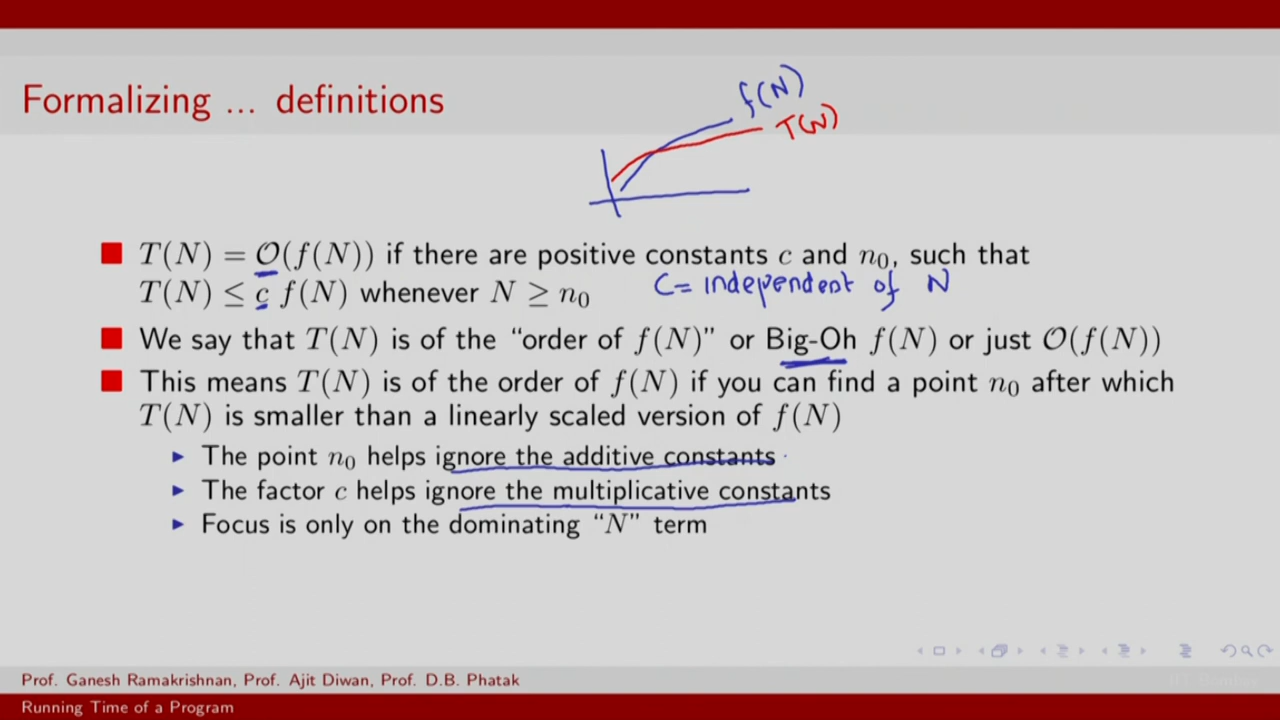 Formalizing ... definitions
f(N)
T(N)
■ T(N) = O(f(N)) if there are positive constants c and n₀, such that
T(N) ≤ c f(N) whenever N ≥ n₀
C = independent of N
■ We say that T(N) is of the “order of f(N)” or Big-Oh f(N) or just O(f(N))
■ This means T(N) is of the order of f(N) if you can find a point n₀ after which
T(N) is smaller than a linearly scaled version of f(N)
▶ The point n₀ helps ignore the additive constants
▶ The factor c helps ignore the multiplicative constants
▶ Focus is only on the dominating “N” term
Prof. Ganesh Ramakrishnan, Prof. Ajit Diwan, Prof. D.B. Phatak
Running Time of a Program